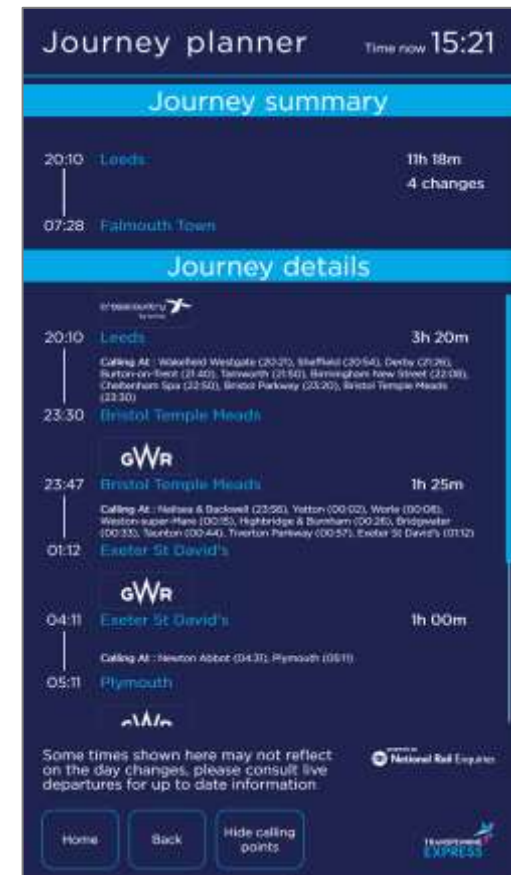 Journey planner Time now 15:21
Journey summary
20:10 Leeds 11h 18m
4 changes
07:28 Falmouth Town
Journey details
crosscountry
20:10 Leeds 3h 20m
Calling At : Wakefield Westgate (20:21), Sheffield (20:54), Derby (21:26),
Burton-on-Trent (21:40), Tamworth (21:50), Birmingham New Street (22:08),
Cheltenham Spa (22:50), Bristol Parkway (23:20), Bristol Temple Meads
(23:30)
23:30 Bristol Temple Meads
GWR
23:47 Bristol Temple Meads 1h 25m
Calling At : Nailsea & Backwell (23:56), Yatton (00:02), Worle (00:08),
Weston-super-Mare (00:15), Highbridge & Burnham (00:26), Bridgwater
(00:33), Taunton (00:44), Tiverton Parkway (00:57), Exeter St David's (01:12)
01:12 Exeter St David's
GWR
04:11 Exeter St David's 1h 00m
Calling At : Newton Abbot (04:31), Plymouth (05:11)
05:11 Plymouth
GWR
Some times shown here may not reflect
on the day changes, please consult live
departures for up to date information
National Rail Enquiries
Home Back Hide calling
points
TRANSPENNINE
EXPRESS